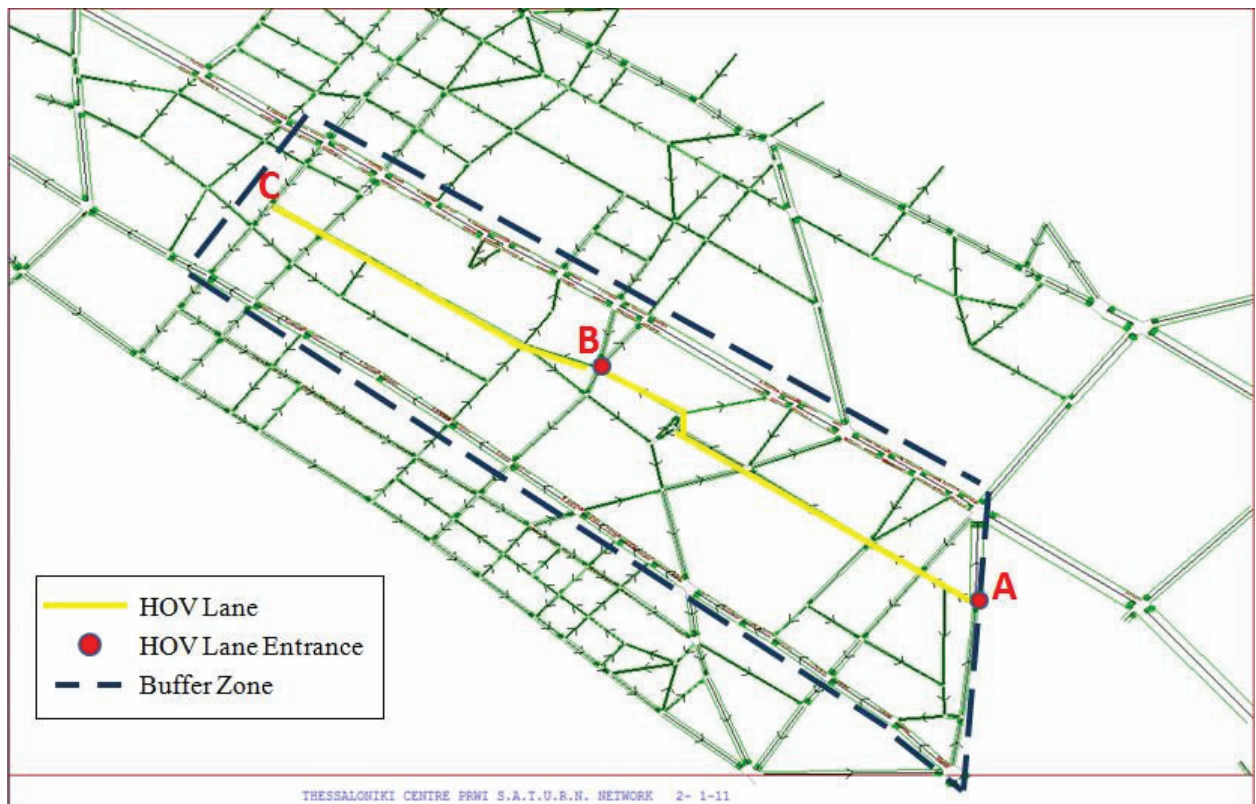 C
B
A
HOV Lane
HOV Lane Entrance
Buffer Zone
THESSALONIKI CENTRE PRWI S.A.T.U.R.N. NETWORK 2- 1-11